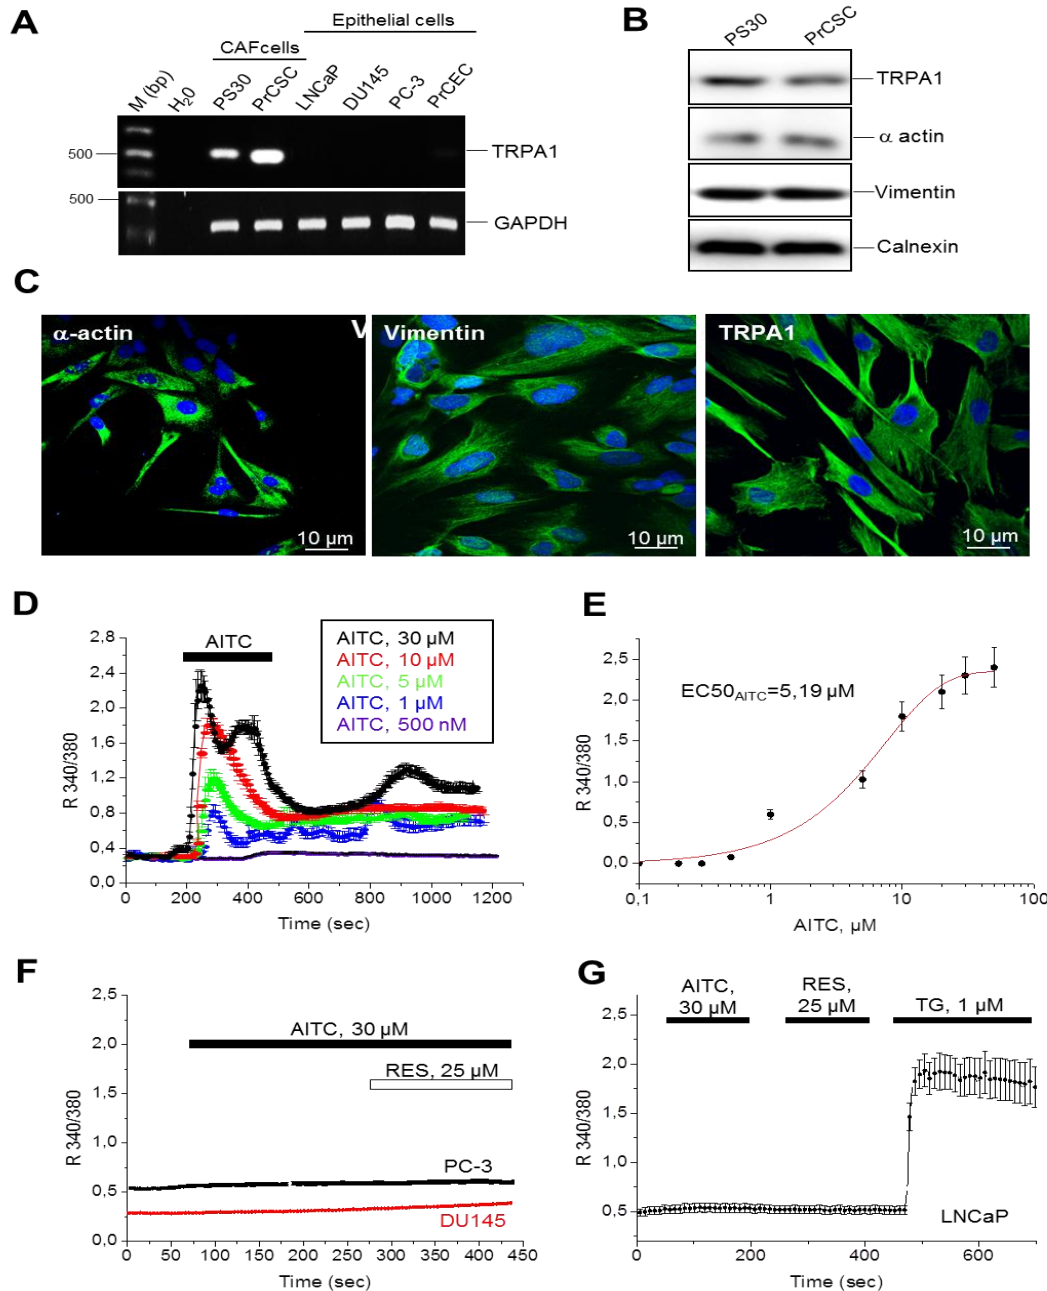 A
Epithelial cells
CAFcells
M (bp)
H20
PS30
PrCSC
LNCaP
DU145
PC-3
PrCEC
500
TRPA1
500
GAPDH
B
PS30
PrCSC
TRPA1
α actin
Vimentin
Calnexin
C
α-actin
V
10 µm
Vimentin
10 µm
TRPA1
10 µm
D
AITC
AITC, 30 µM
AITC, 10 µM
AITC, 5 µM
AITC, 1 µM
AITC, 500 nM
R 340/380
2,8
2,4
2,0
1,6
1,2
0,8
0,4
0,0
0 200 400 600 800 1000 1200
Time (sec)
E
EC50AITC=5,19 µM
R 340/380
2,5
2,0
1,5
1,0
0,5
0,0
0,1 1 10 100
AITC, µM
F
AITC, 30 µM
RES, 25 µM
PC-3
DU145
R 340/380
2,5
2,0
1,5
1,0
0,5
0,0
0 50 100 150 200 250 300 350 400 450
Time (sec)
G
AITC,
30 µM
RES,
25 µM
TG, 1 µM
LNCaP
R 340/380
2,5
2,0
1,5
1,0
0,5
0 200 400 600
Time (sec)